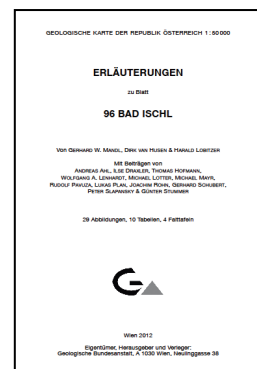 GEOLOGISCHE KARTE DER REPUBLIK ÖSTERREICH 1:50 000
ERLÄUTERUNGEN
zu Blatt
96 BAD ISCHL
Von GERHARD W. MANDL, DIRK VAN HUSEN & HARALD LOBITZER
Mit Beiträgen von
ANDREAS AHL, ILSE DRAXLER, THOMAS HOFMANN,
WOLFGANG A. LENHARDT, MICHAEL LOTTER, MICHAEL MAYR,
RUDOLF PAVUZA, LUKAS PLAN, JOACHIM ROHN, GERHARD SCHUBERT,
PETER SLAPANSKY & GÜNTER STUMMER
29 Abbildungen, 10 Tabellen, 4 Falttafeln
Wien 2012
Eigentümer, Herausgeber und Verleger:
Geologische Bundesanstalt, A 1030 Wien, Neulinggasse 38